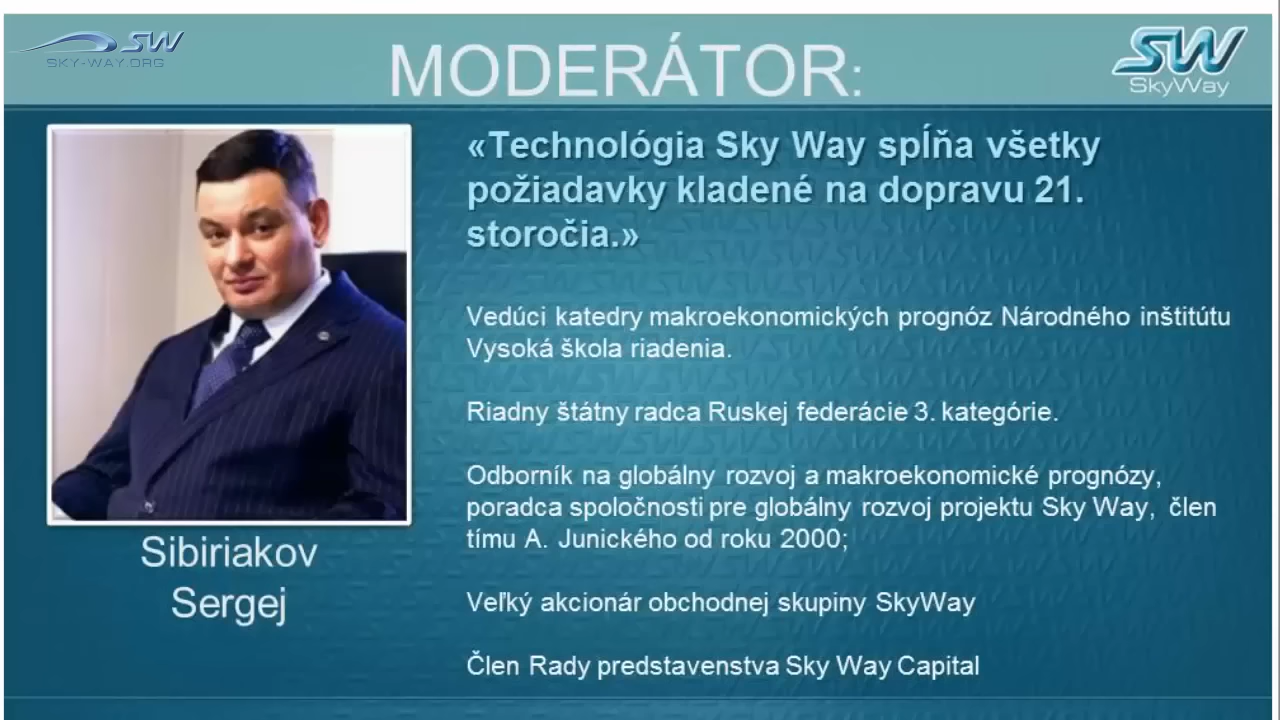 SW
SKY-WAY.ORG
MODERÁTOR:
SW
SkyWay
«Technológia Sky Way spĺňa všetky
požiadavky kladené na dopravu 21.
storočia.»
Vedúci katedry makroekonomických prognóz Národného inštitútu
Vysoká škola riadenia.
Riadny štátny radca Ruskej federácie 3. kategórie.
Odborník na globálny rozvoj a makroekonomické prognózy,
poradca spoločnosti pre globálny rozvoj projektu Sky Way, člen
tímu A. Junického od roku 2000;
Veľký akcionár obchodnej skupiny SkyWay
Člen Rady predstavenstva Sky Way Capital
Sibiriakov
Sergej